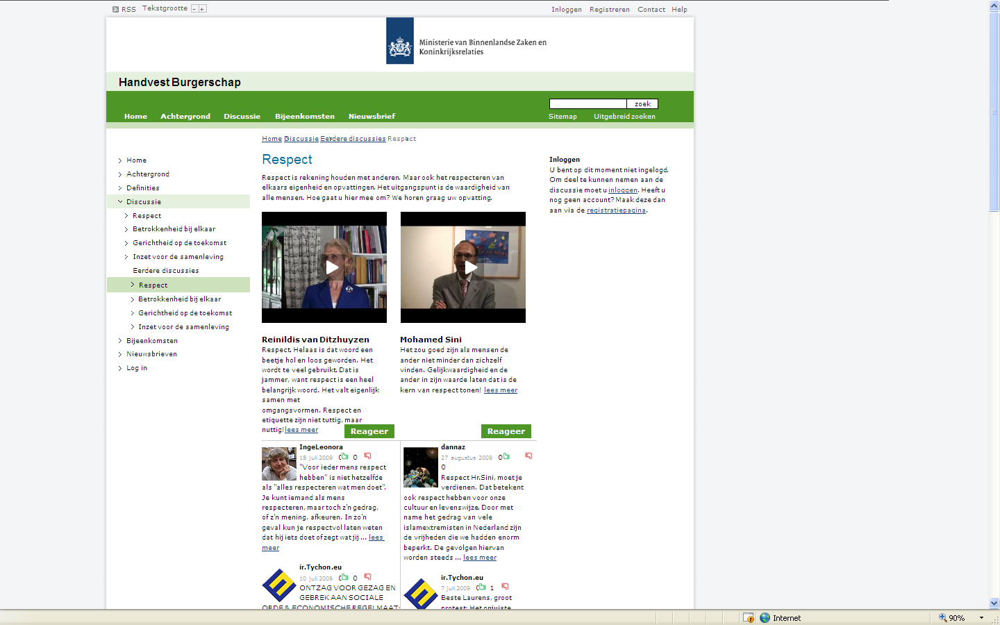 RSS Tekstgrootte - +
Inloggen Registreren Contact Help
Ministerie van Binnenlandse Zaken en
Koninkrijksrelaties
Handvest Burgerschap
zoek
Home Achtergrond Discussie Bijeenkomsten Nieuwsbrief
Sitemap Uitgebreid zoeken
Home Discussie Eerdere discussies Respect
Home
Achtergrond
Definities
Discussie
Respect
Betrokkenheid bij elkaar
Gerichtheid op de toekomst
Inzet voor de samenleving
Eerdere discussies
Respect
Betrokkenheid bij elkaar
Gerichtheid op de toekomst
Inzet voor de samenleving
Bijeenkomsten
Nieuwsbrieven
Log in
Respect
Respect is rekening houden met anderen. Maar ook het respecteren van
elkaars eigenheid en opvattingen. Het uitgangspunt is de waardigheid van
alle mensen. Hoe gaat u hier mee om? We horen graag uw opvatting.
Reinildis van Ditzhuyzen
Respect. Helaas is dat woord een
beetje hol en loos geworden. Het
wordt te veel gebruikt. Dat is
jammer, want respect is een heel
belangrijk woord. Het valt eigenlijk
samen met
omgangsvormen. Respect en
etiquette zijn niet tuttig, maar
nuttig! lees meer
Reageer
IngeLeonora
18 juli 2009 0 0
"Voor ieder mens respect
hebben" is niet hetzelfde
als "alles respecteren wat men doet".
Je kunt iemand als mens
respecteren, maar toch z'n gedrag,
of z'n mening, afkeuren. In zo'n
geval kun je respectvol laten weten
dat hij iets doet of zegt wat jij ... lees
meer
ir.Tychon.eu
10 juli 2009 0 0
ONTZAG VOOR GEZAG EN
GEBREK AAN SOCIALE
ORDE & ECONOMISCHE REGELMAAT:
Mohamed Sini
Het zou goed zijn als mensen de
ander niet minder dan zichzelf
vinden. Gelijkwaardigheid en de
ander in zijn waarde laten dat is de
kern van respect tonen! lees meer
Reageer
dannaz
27 augustus 2009 0
0
Respect Hr.Sini, moet je
verdienen. Dat betekent
ook respect hebben voor onze
cultuur en levenswijze. Door met
name het gedrag van vele
islamextremisten in Nederland zijn
de vrijheden die we hadden enorm
beperkt. De gevolgen hiervan
worden steeds ... lees meer
ir.Tychon.eu
7 juli 2009 0 1
Beste Laurens, groot
protest: Het onjuiste
Inloggen
U bent op dit moment niet ingelogd.
Om deel te kunnen nemen aan de
discussie moet u inloggen. Heeft u
nog geen account? Maak deze dan
aan via de registratiepagina.
Internet 90%